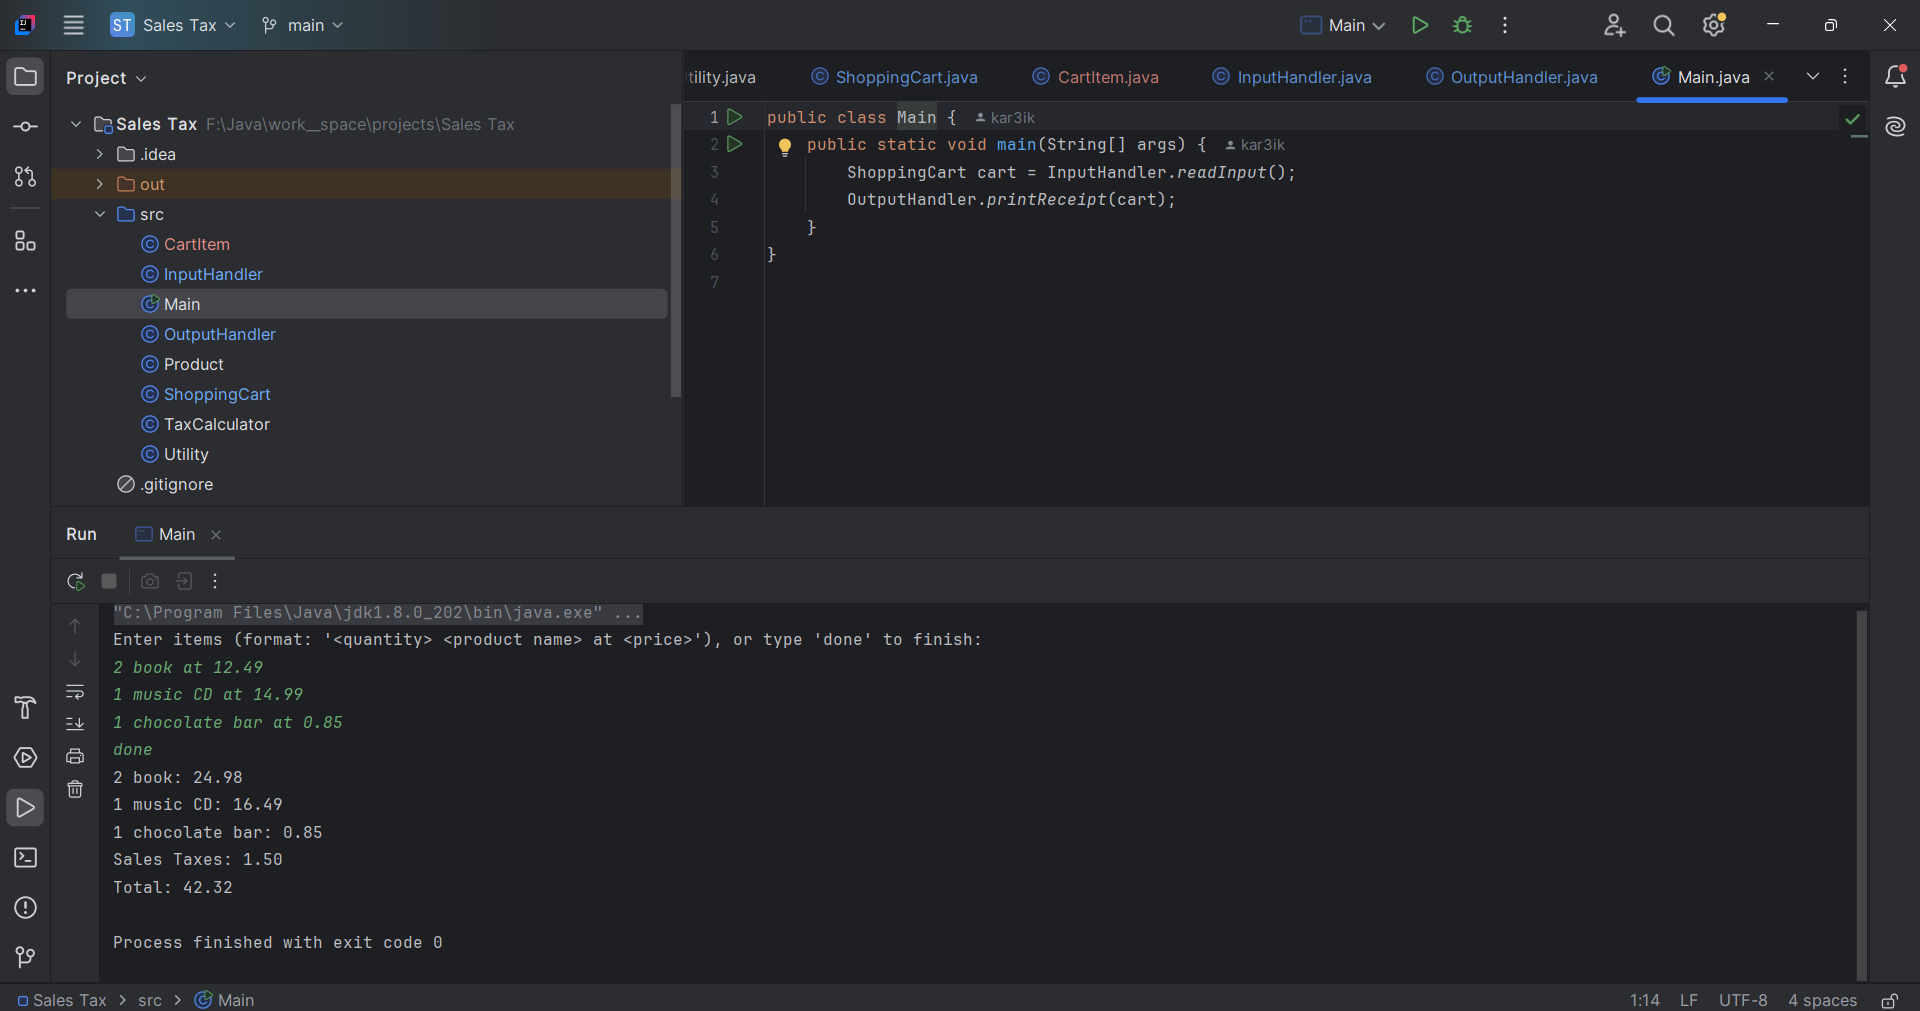 ST Sales Tax main Main
Project
Sales Tax F:\Java\work__space\projects\Sales Tax
.idea
out
src
CartItem
InputHandler
Main
OutputHandler
Product
ShoppingCart
TaxCalculator
Utility
.gitignore
tility.java ShoppingCart.java CartItem.java InputHandler.java OutputHandler.java Main.java
1 public class Main { kar3ik
2 public static void main(String[] args) { kar3ik
3 ShoppingCart cart = InputHandler.readInput();
4 OutputHandler.printReceipt(cart);
5 }
6 }
7
Run Main
"C:\Program Files\Java\jdk1.8.0_202\bin\java.exe" ...
Enter items (format: '<quantity> <product name> at <price>'), or type 'done' to finish:
2 book at 12.49
1 music CD at 14.99
1 chocolate bar at 0.85
done
2 book: 24.98
1 music CD: 16.49
1 chocolate bar: 0.85
Sales Taxes: 1.50
Total: 42.32
Process finished with exit code 0
Sales Tax > src > Main 1:14 LF UTF-8 4 spaces